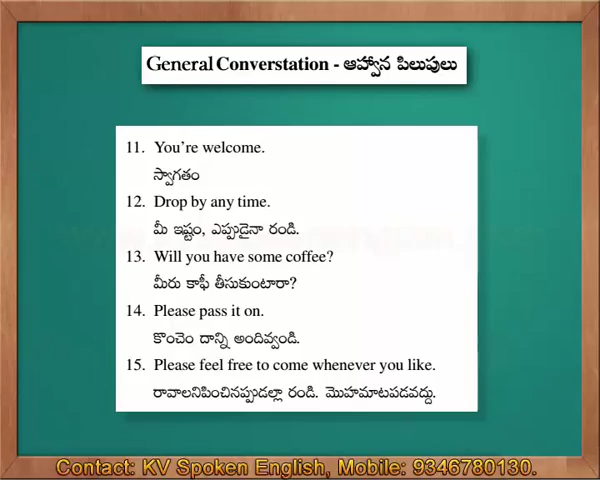 General Converstation - ఆహ్వాన పిలుపులు
11. You're welcome.
స్వాగతం
12. Drop by any time.
మీ ఇష్టం, ఎప్పుడైనా రండి.
13. Will you have some coffee?
మీరు కాఫీ తీసుకుంటారా?
14. Please pass it on.
కొంచెం దాన్ని అందివ్వండి.
15. Please feel free to come whenever you like.
రావాలనిపించినప్పుడల్లా రండి. మొహమాటపడవద్దు.
Contact: KV Spoken English, Mobile: 9346780130.